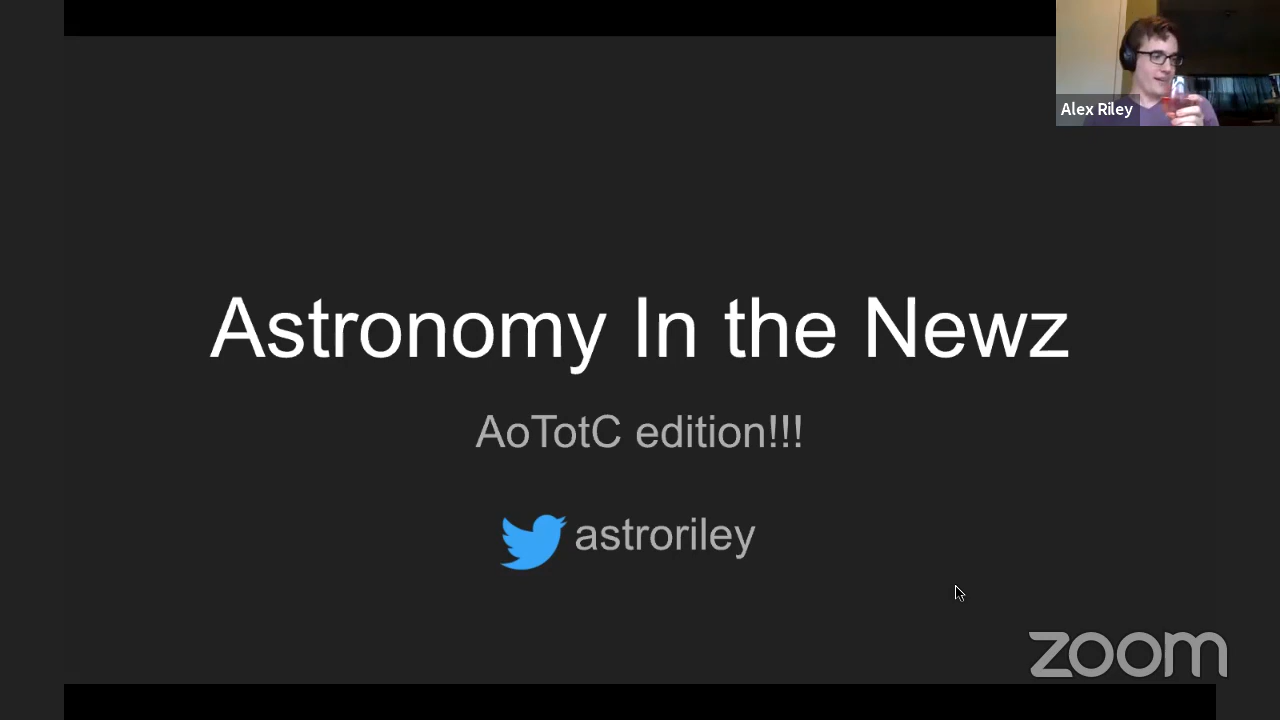 Alex Riley
Astronomy In the Newz
AoTotC edition!!!
astroriley
zoom